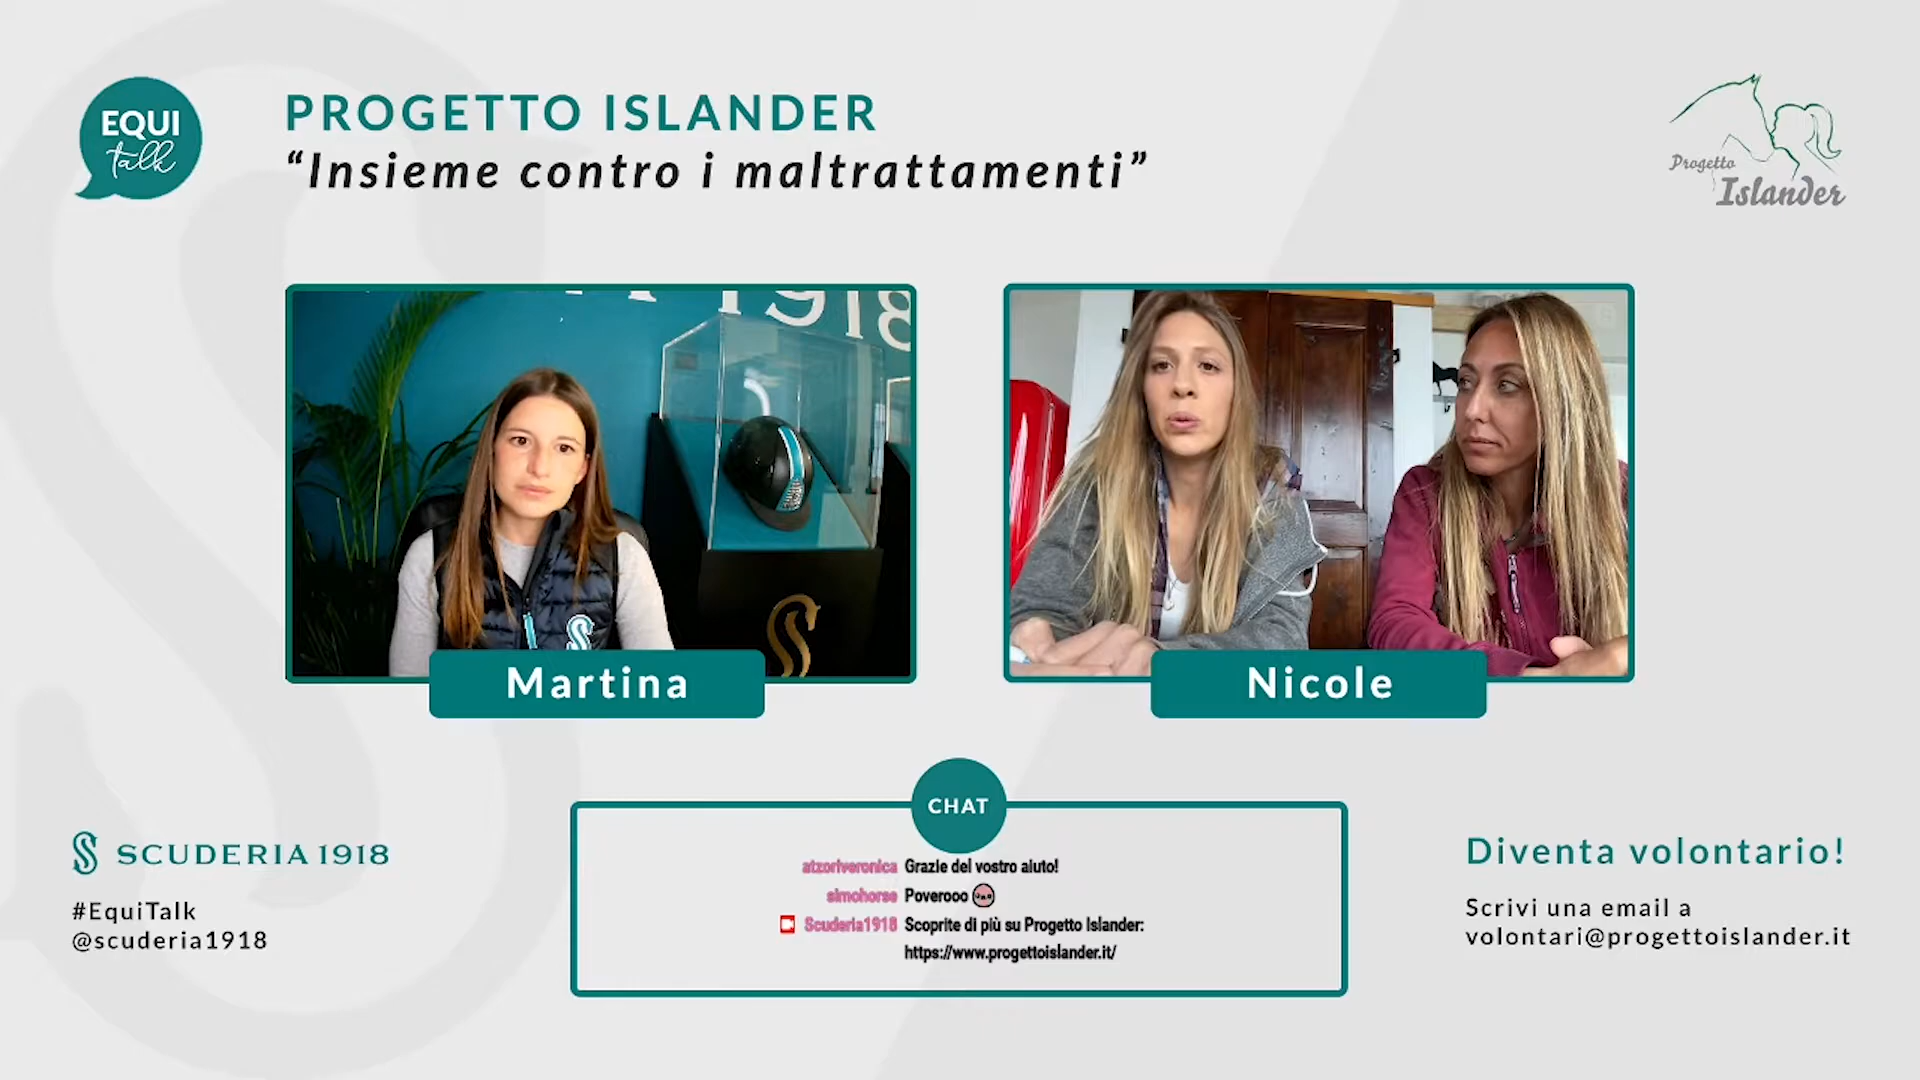 EQUI
talk
PROGETTO ISLANDER
“Insieme contro i maltrattamenti”
Progetto
Islander
1918
Martina
Nicole
CHAT
atzoriveronica Grazie del vostro aiuto!
simohorse Poverooo
Scuderia1918 Scoprite di più su Progetto Islander:
https://www.progettoislander.it/
SCUDERIA 1918
#EquiTalk
@scuderia1918
Diventa volontario!
Scrivi una email a
volontari@progettoislander.it